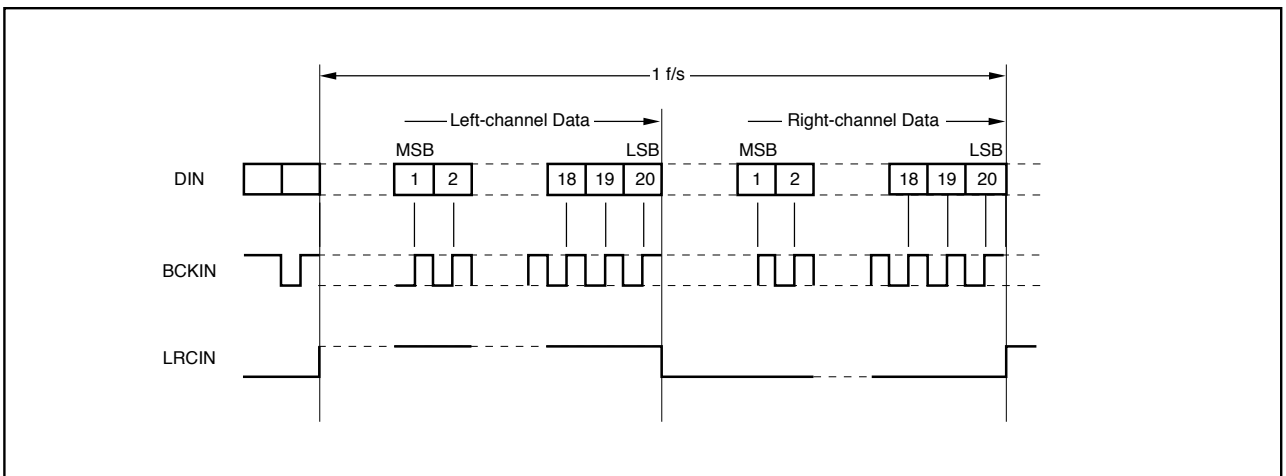 1 f/s
Left-channel Data
Right-channel Data
MSB
LSB
MSB
LSB
DIN
1 2 18 19 20 1 2 18 19 20
BCKIN
LRCIN